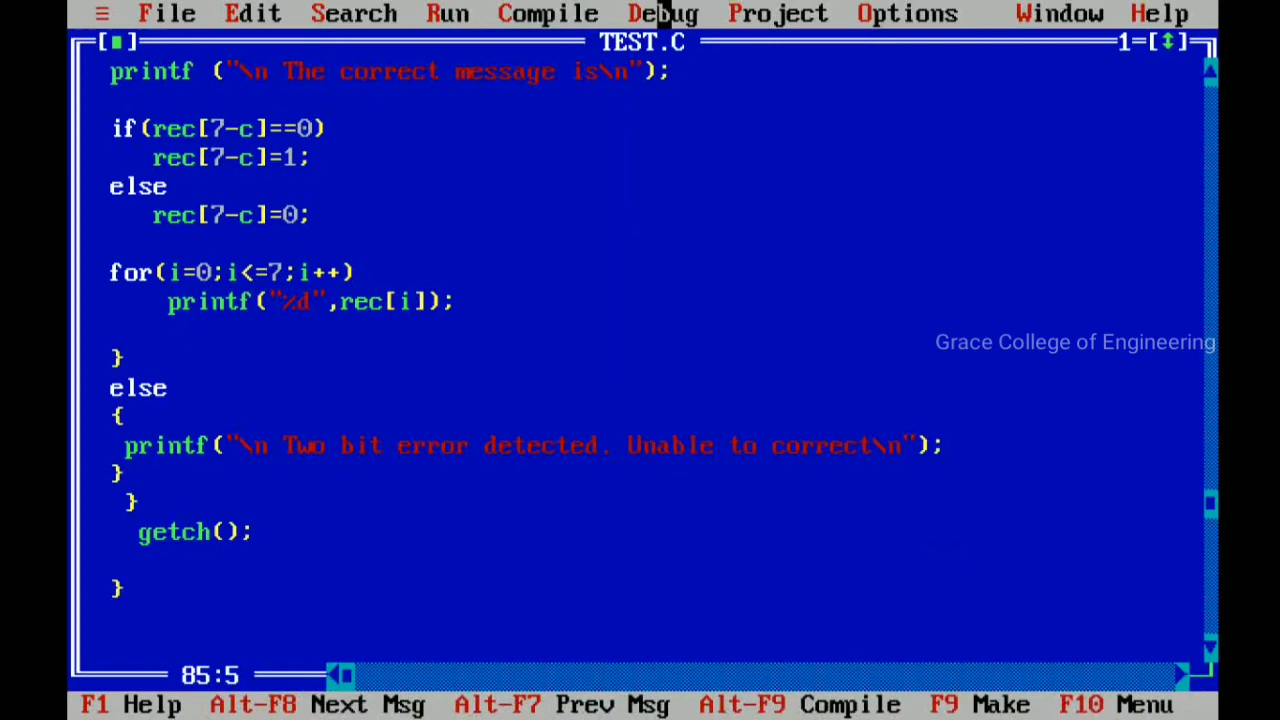 ≡ File Edit Search Run Compile Debug Project Options Window Help
[■] TEST.C 1=[↕]
printf ("\n The correct message is\n");
if(rec[7-c]==0)
rec[7-c]=1;
else
rec[7-c]=0;
for(i=0;i<=7;i++)
printf("%d",rec[i]);
}
else
{
printf("\n Two bit error detected. Unable to correct\n");
}
}
getch();
}
Grace College of Engineering
85:5
F1 Help Alt-F8 Next Msg Alt-F7 Prev Msg Alt-F9 Compile F9 Make F10 Menu